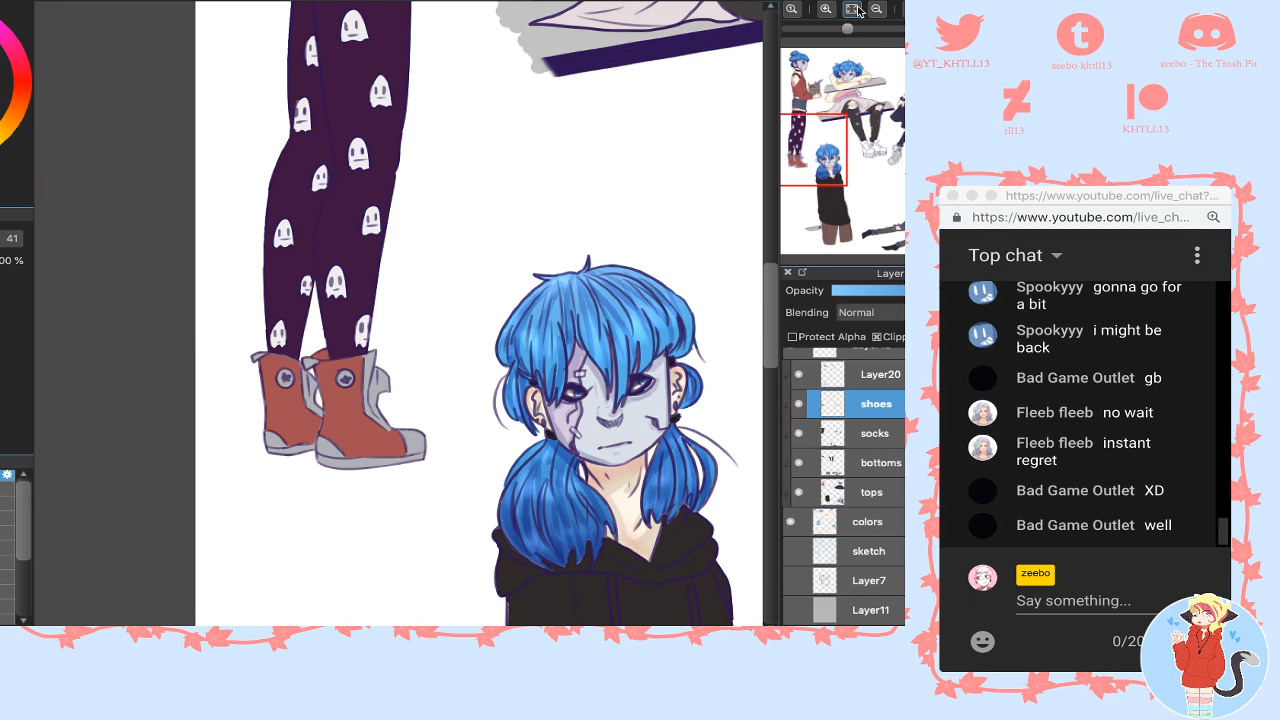 41
00 %
Layer
Opacity
Blending Normal
Protect Alpha Clipp
Layer20
shoes
socks
bottoms
tops
colors
sketch
Layer7
Layer11
@YT_KHTLL13
zeebo-khtll13
zeebo - The Trash Pit
tll13
KHTLL13
https://www.youtube.com/live_chat?...
https://www.youtube.com/live_ch...
Top chat
Spookyyy gonna go for
a bit
Spookyyy i might be
back
Bad Game Outlet gb
Fleeb fleeb no wait
Fleeb fleeb instant
regret
Bad Game Outlet XD
Bad Game Outlet well
zeebo
Say something...
0/20